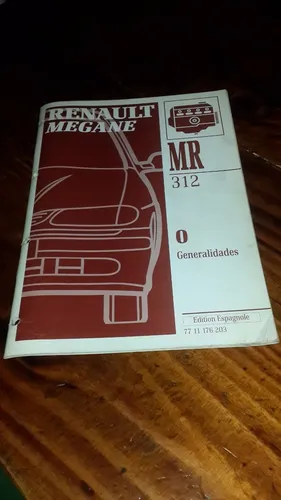 RENAULT
MEGANE
MR
312
0
Generalidades
Edition Espagnole
77 11 176 203